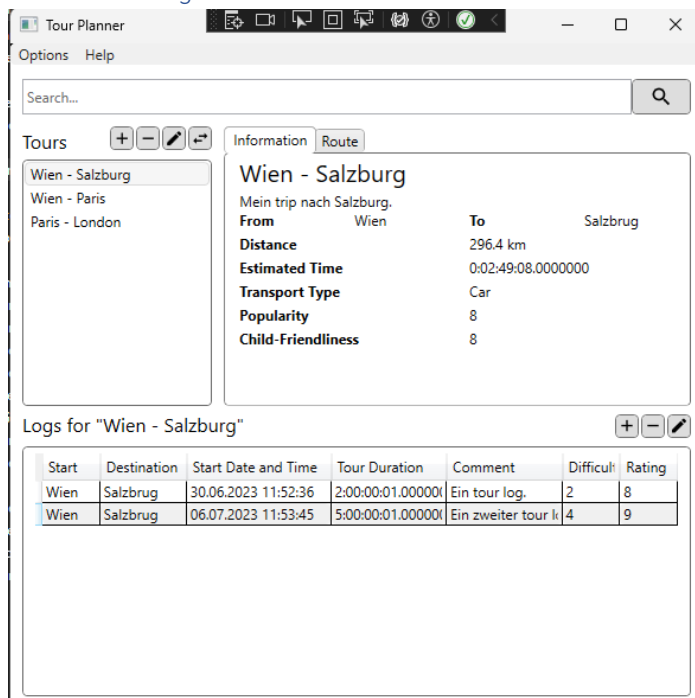 Tour Planner
Options Help
Search...
Tours
Information Route
Wien - Salzburg
Wien - Paris
Paris - London
Wien - Salzburg
Mein trip nach Salzburg.
From Wien To Salzbrug
Distance 296.4 km
Estimated Time 0:02:49:08.0000000
Transport Type Car
Popularity 8
Child-Friendliness 8
Logs for "Wien - Salzburg"
Start Destination Start Date and Time Tour Duration Comment Difficult Rating
Wien Salzbrug 30.06.2023 11:52:36 2:00:00:01.000000 Ein tour log. 2 8
Wien Salzbrug 06.07.2023 11:53:45 5:00:00:01.000000 Ein zweiter tour l 4 9